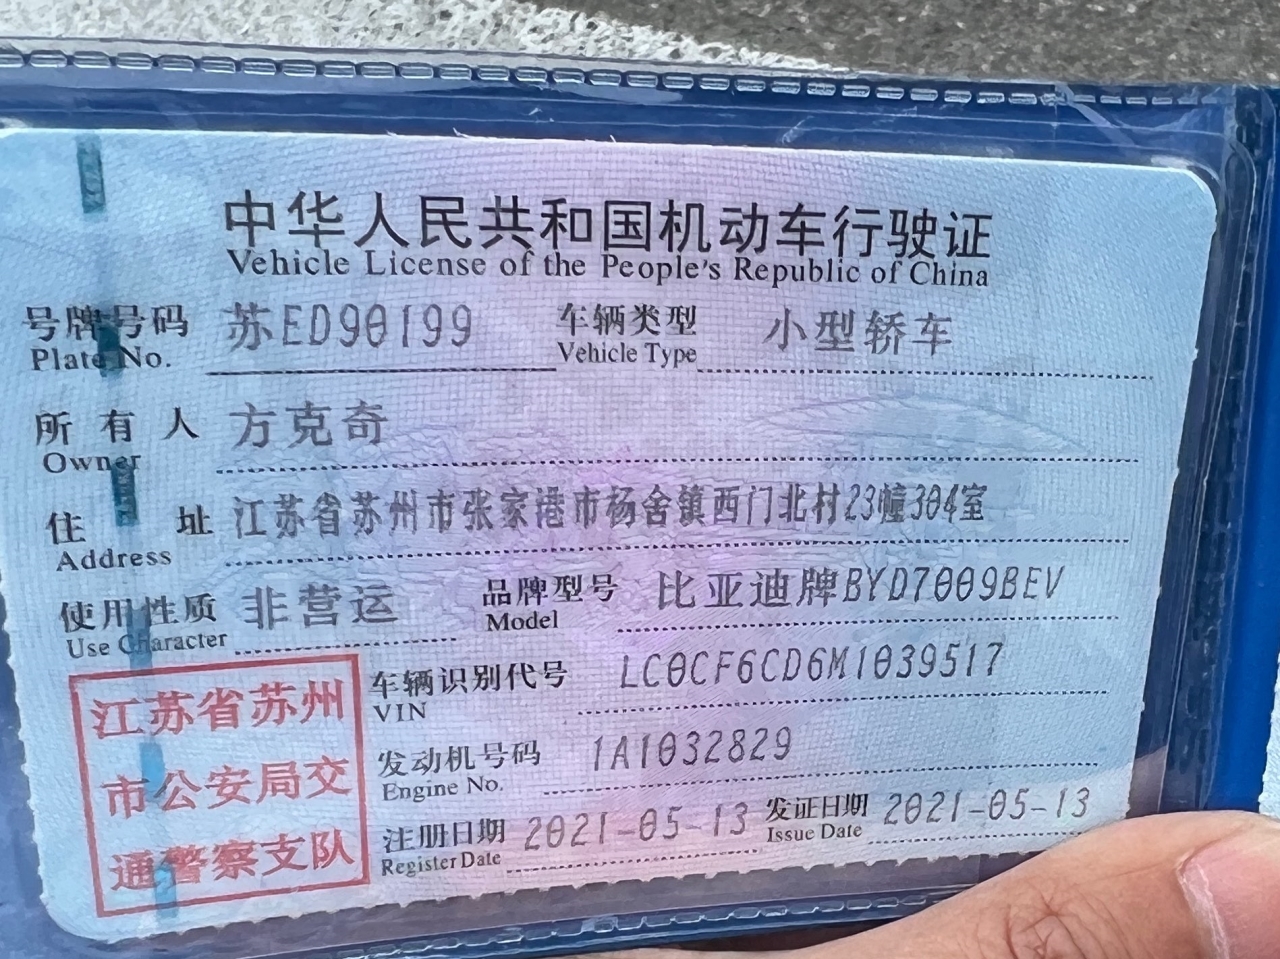 中华人民共和国机动车行驶证
Vehicle License of the People's Republic of China
号牌号码 苏ED90199 车辆类型 小型轿车
Plate No. Vehicle Type
所有人 方克奇
Owner
住址 江苏省苏州市张家港市杨舍镇西门北村23幢304室
Address
使用性质 非营运 品牌型号 比亚迪牌BYD7009BEV
Use Character Model
车辆识别代号 LC0CF6CD6M1039517
VIN
发动机号码 1A1032829
Engine No.
注册日期 2021-05-13 发证日期 2021-05-13
Register Date Issue Date
江苏省苏州
市公安局交
通警察支队